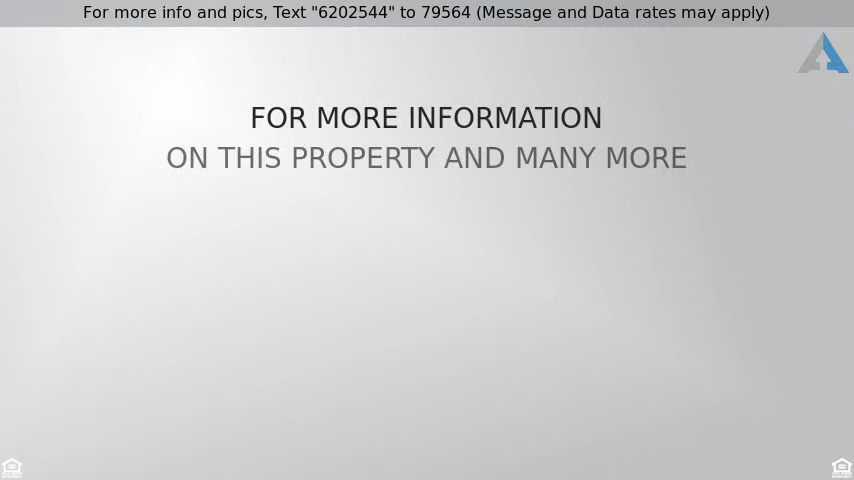 For more info and pics, Text "6202544" to 79564 (Message and Data rates may apply)
FOR MORE INFORMATION
ON THIS PROPERTY AND MANY MORE